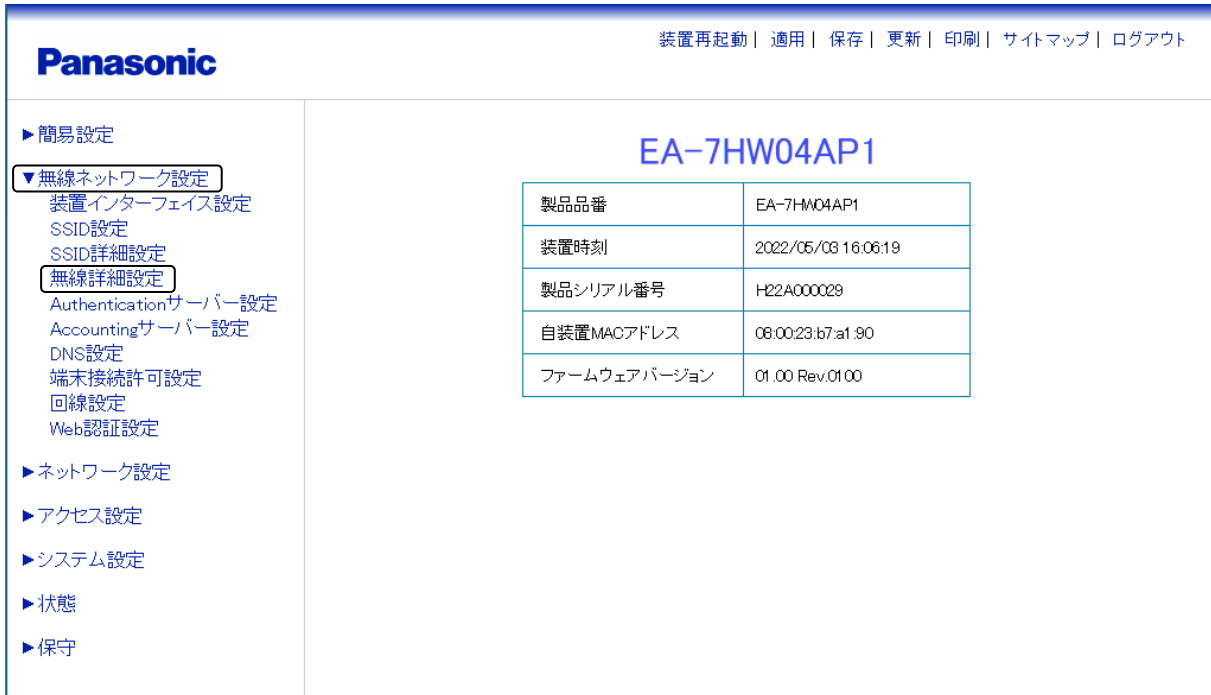 装置再起動| 適用| 保存| 更新| 印刷| サイトマップ| ログアウト
Panasonic
▶簡易設定
▼無線ネットワーク設定
装置インターフェイス設定
SSID設定
SSID詳細設定
無線詳細設定
Authenticationサーバー設定
Accountingサーバー設定
DNS設定
端末接続許可設定
回線設定
Web認証設定
▶ネットワーク設定
▶アクセス設定
▶システム設定
▶状態
▶保守
EA-7HW04AP1
製品品番 EA-7HW04AP1
装置時刻 2022/05/03 16:06:19
製品シリアル番号 H22A000029
自装置MACアドレス 08:00:23:b7:a1:90
ファームウェアバージョン 01.00 Rev.0100